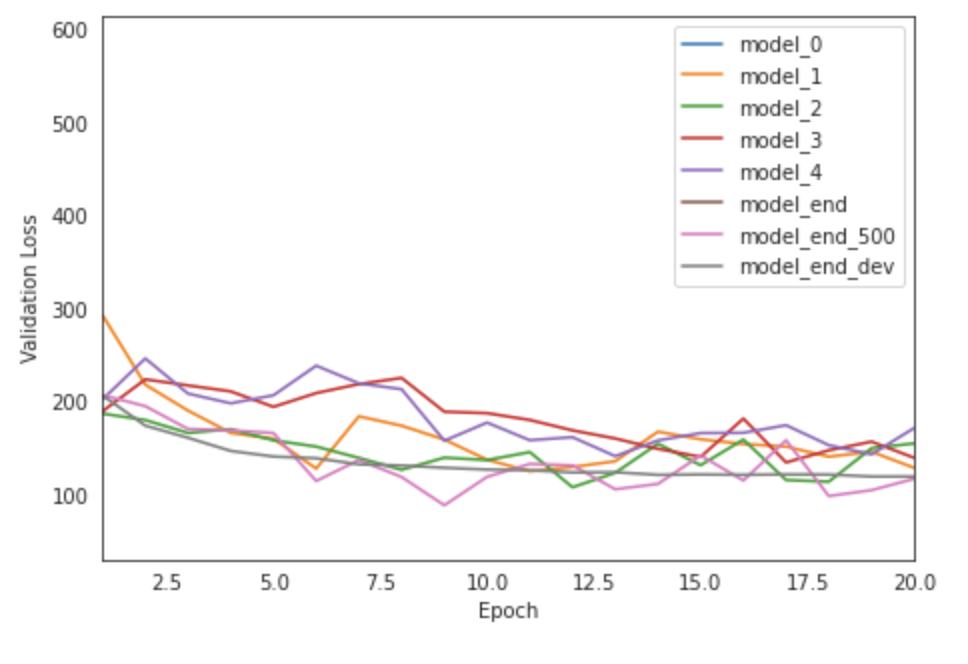 600
500
400
300
200
100
Validation Loss
2.5 5.0 7.5 10.0 12.5 15.0 17.5 20.0
Epoch
model_0
model_1
model_2
model_3
model_4
model_end
model_end_500
model_end_dev